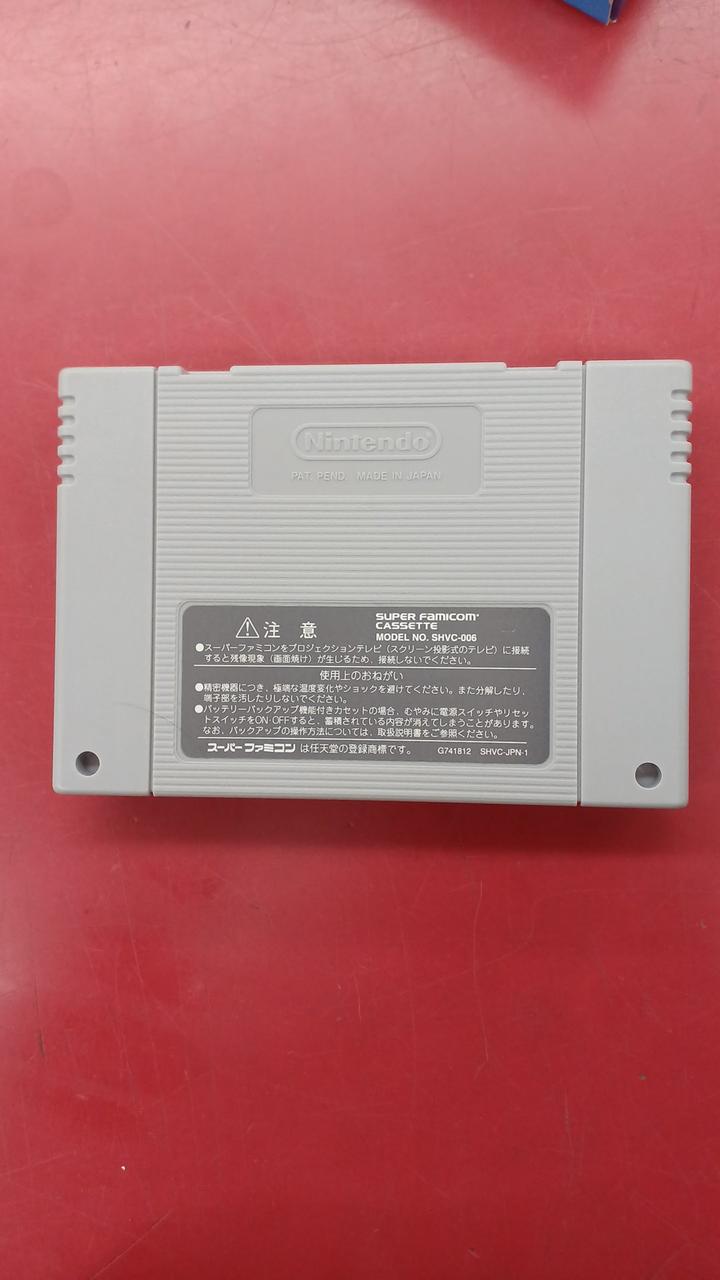 Nintendo
PAT. PEND. MADE IN JAPAN
注意
SUPER FAMICOM
CASSETTE
MODEL NO. SHVC-006
●スーパーファミコンをプロジェクションテレビ(スクリーン投影式のテレビ)に接続
すると残像現象(画面焼け)が生じるため、接続しないでください。
使用上のおねがい
●精密機器につき、極端な温度変化やショックを避けてください。また分解したり、
端子部を汚したりしないでください。
●バッテリーバックアップ機能付きカセットの場合、むやみに電源スイッチやリセッ
トスイッチをON・OFFすると、蓄積されている内容が消えてしまうことがあります。
なお、バックアップの操作方法については、取扱説明書をご参照ください。
スーパーファミコン は任天堂の登録商標です。 G741812 SHVC-JPN-1